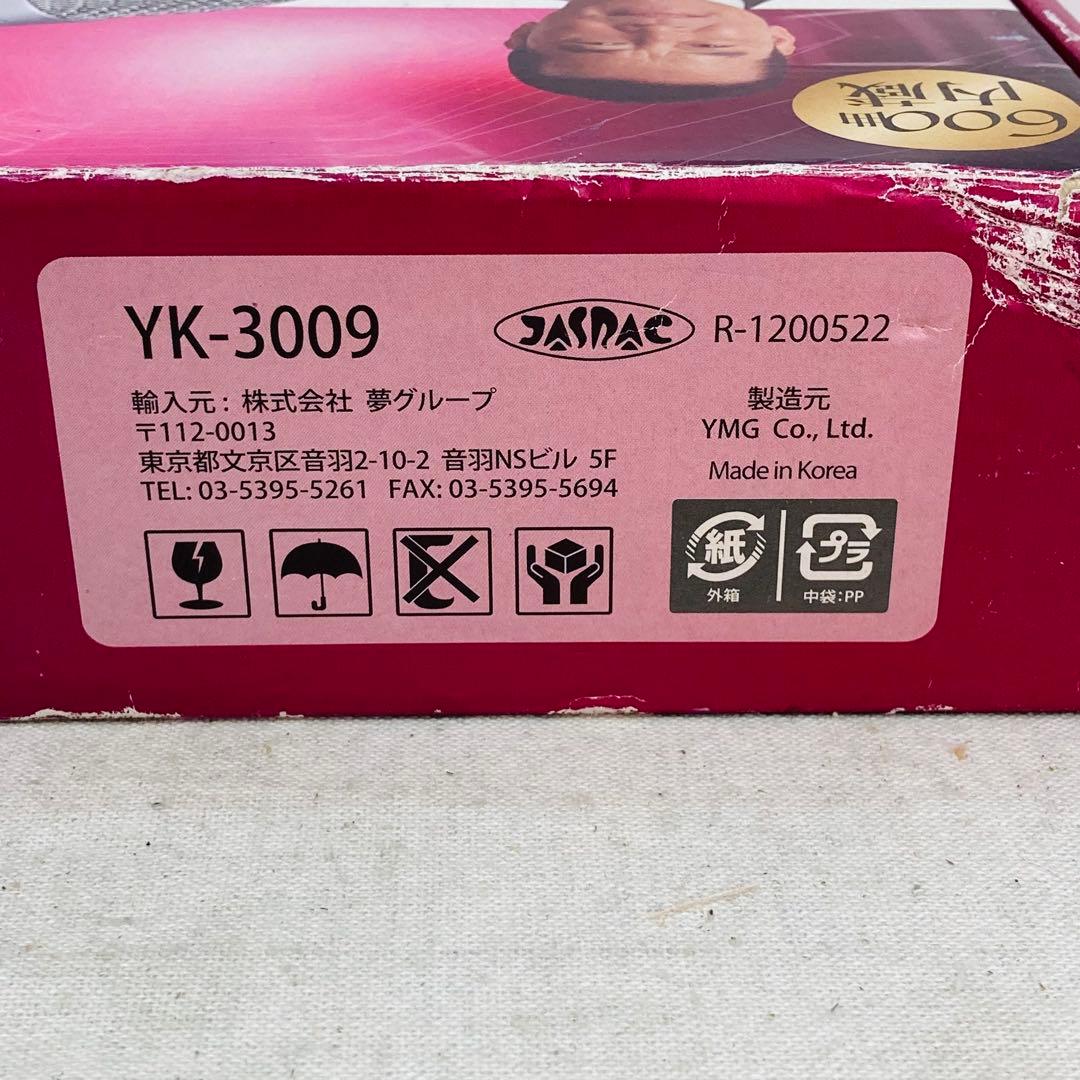 600曲
内蔵
YK-3009
JASRAC R-1200522
輸入元: 株式会社 夢グループ
〒112-0013
東京都文京区音羽2-10-2 音羽NSビル 5F
TEL: 03-5395-5261 FAX: 03-5395-5694
製造元
YMG Co., Ltd.
Made in Korea
紙
外箱
プラ
中袋:PP